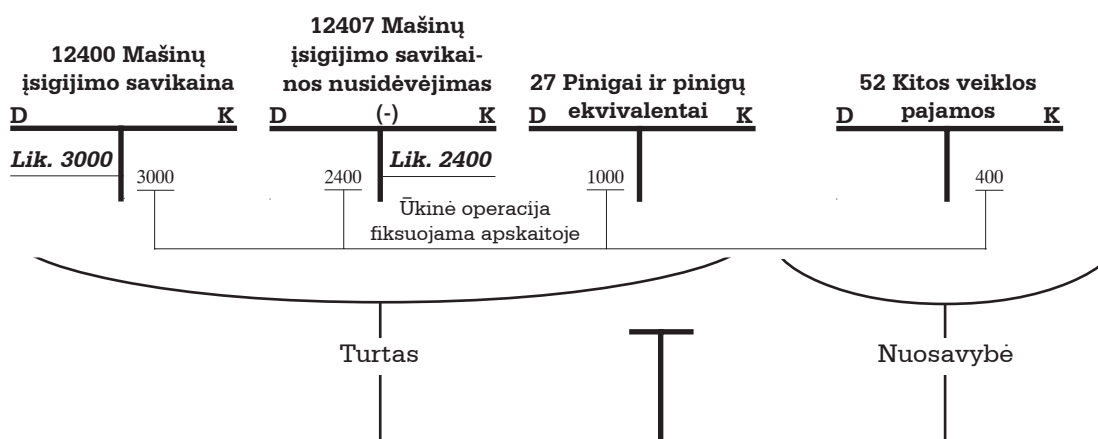 12400 Mašinų
įsigijimo savikaina
D K
Lik. 3000
3000
12407 Mašinų
įsigijimo savikai-
nos nusidėvėjimas
(-)
D K
Lik. 2400
2400
27 Pinigai ir pinigų
ekvivalentai
D K
1000
52 Kitos veiklos
pajamos
D K
400
Ūkinė operacija
fiksuojama apskaitoje
Turtas
Nuosavybė